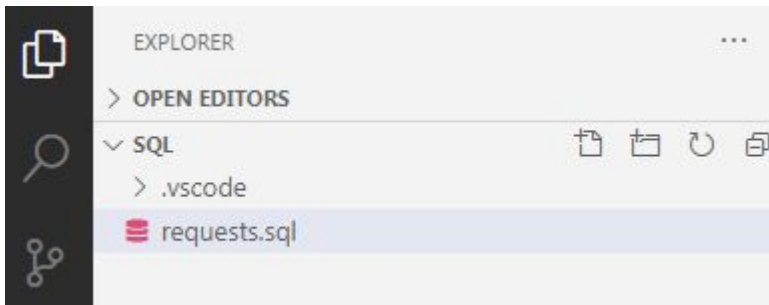 EXPLORER
OPEN EDITORS
SQL
.vscode
requests.sql